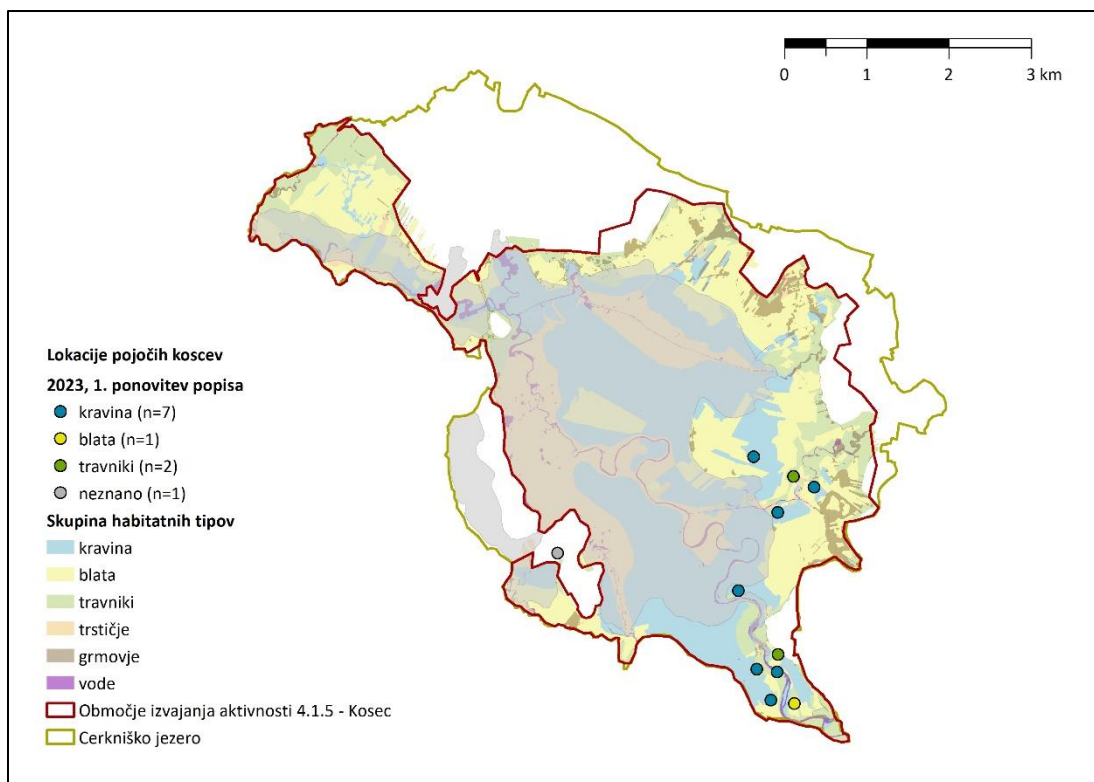 0 1 2 3 km
Lokacije pojočih koscev
2023, 1. ponovitev popisa
kravina (n=7)
blata (n=1)
travniki (n=2)
neznano (n=1)
Skupina habitatnih tipov
kravina
blata
travniki
trstičje
grmovje
vode
Območje izvajanja aktivnosti 4.1.5 - Kosec
Cerkniško jezero